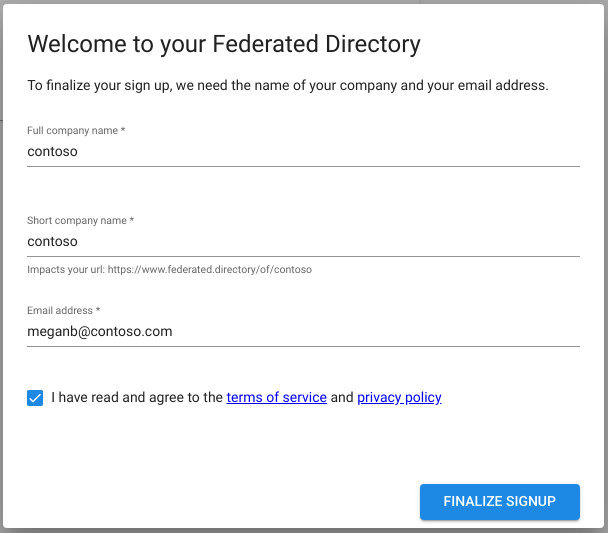 Welcome to your Federated Directory
To finalize your sign up, we need the name of your company and your email address.
Full company name *
contoso
Short company name *
contoso
Impacts your url: https://www.federated.directory/of/contoso
Email address *
meganb@contoso.com
I have read and agree to the terms of service and privacy policy
FINALIZE SIGNUP